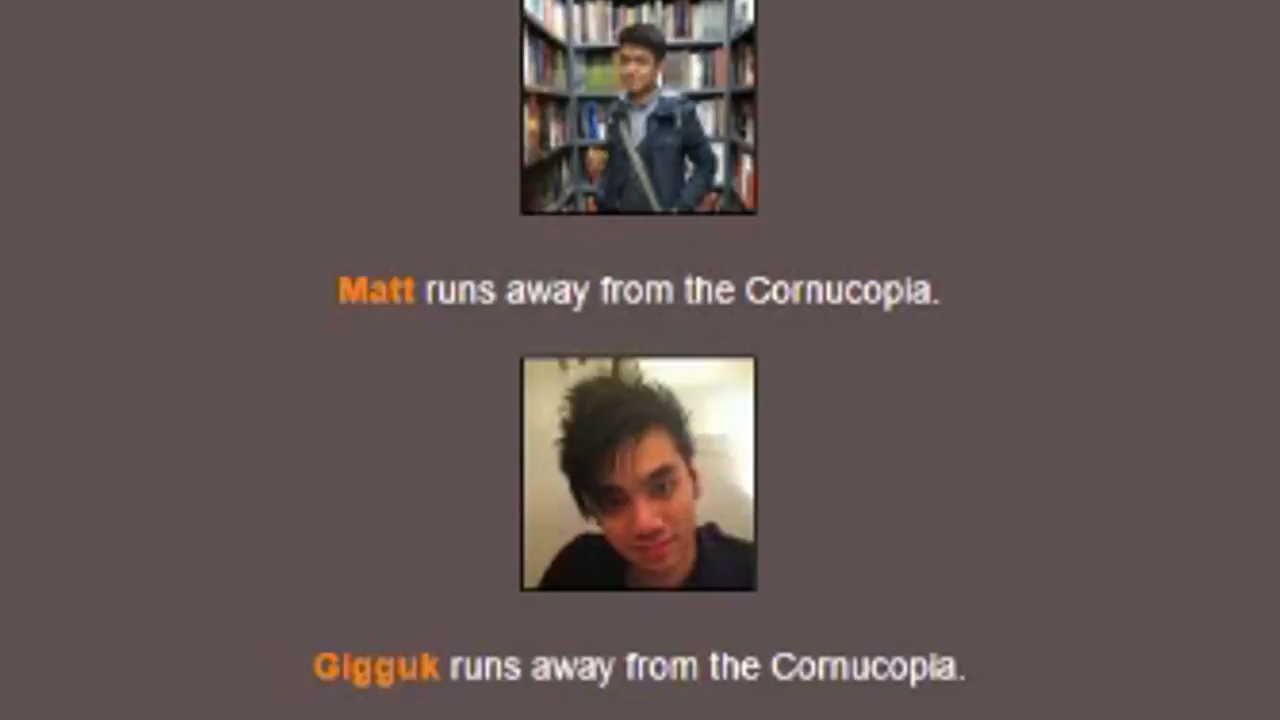 Matt runs away from the Cornucopia.
Gigguk runs away from the Cornucopia.